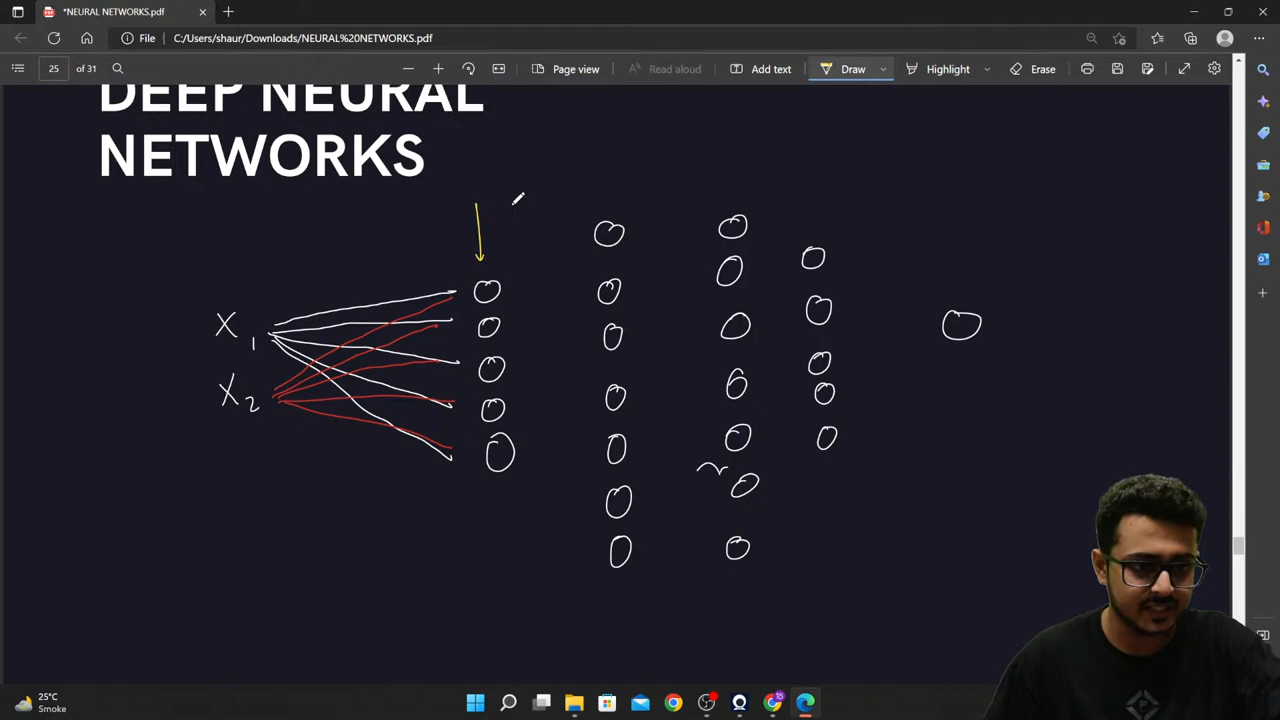 *NEURAL NETWORKS.pdf
File C:/Users/shaur/Downloads/NEURAL%20NETWORKS.pdf
25 of 31 Page view Read aloud Add text Draw Highlight Erase
DEEP NEURAL
NETWORKS
X1
X2
25°C
Smoke
18